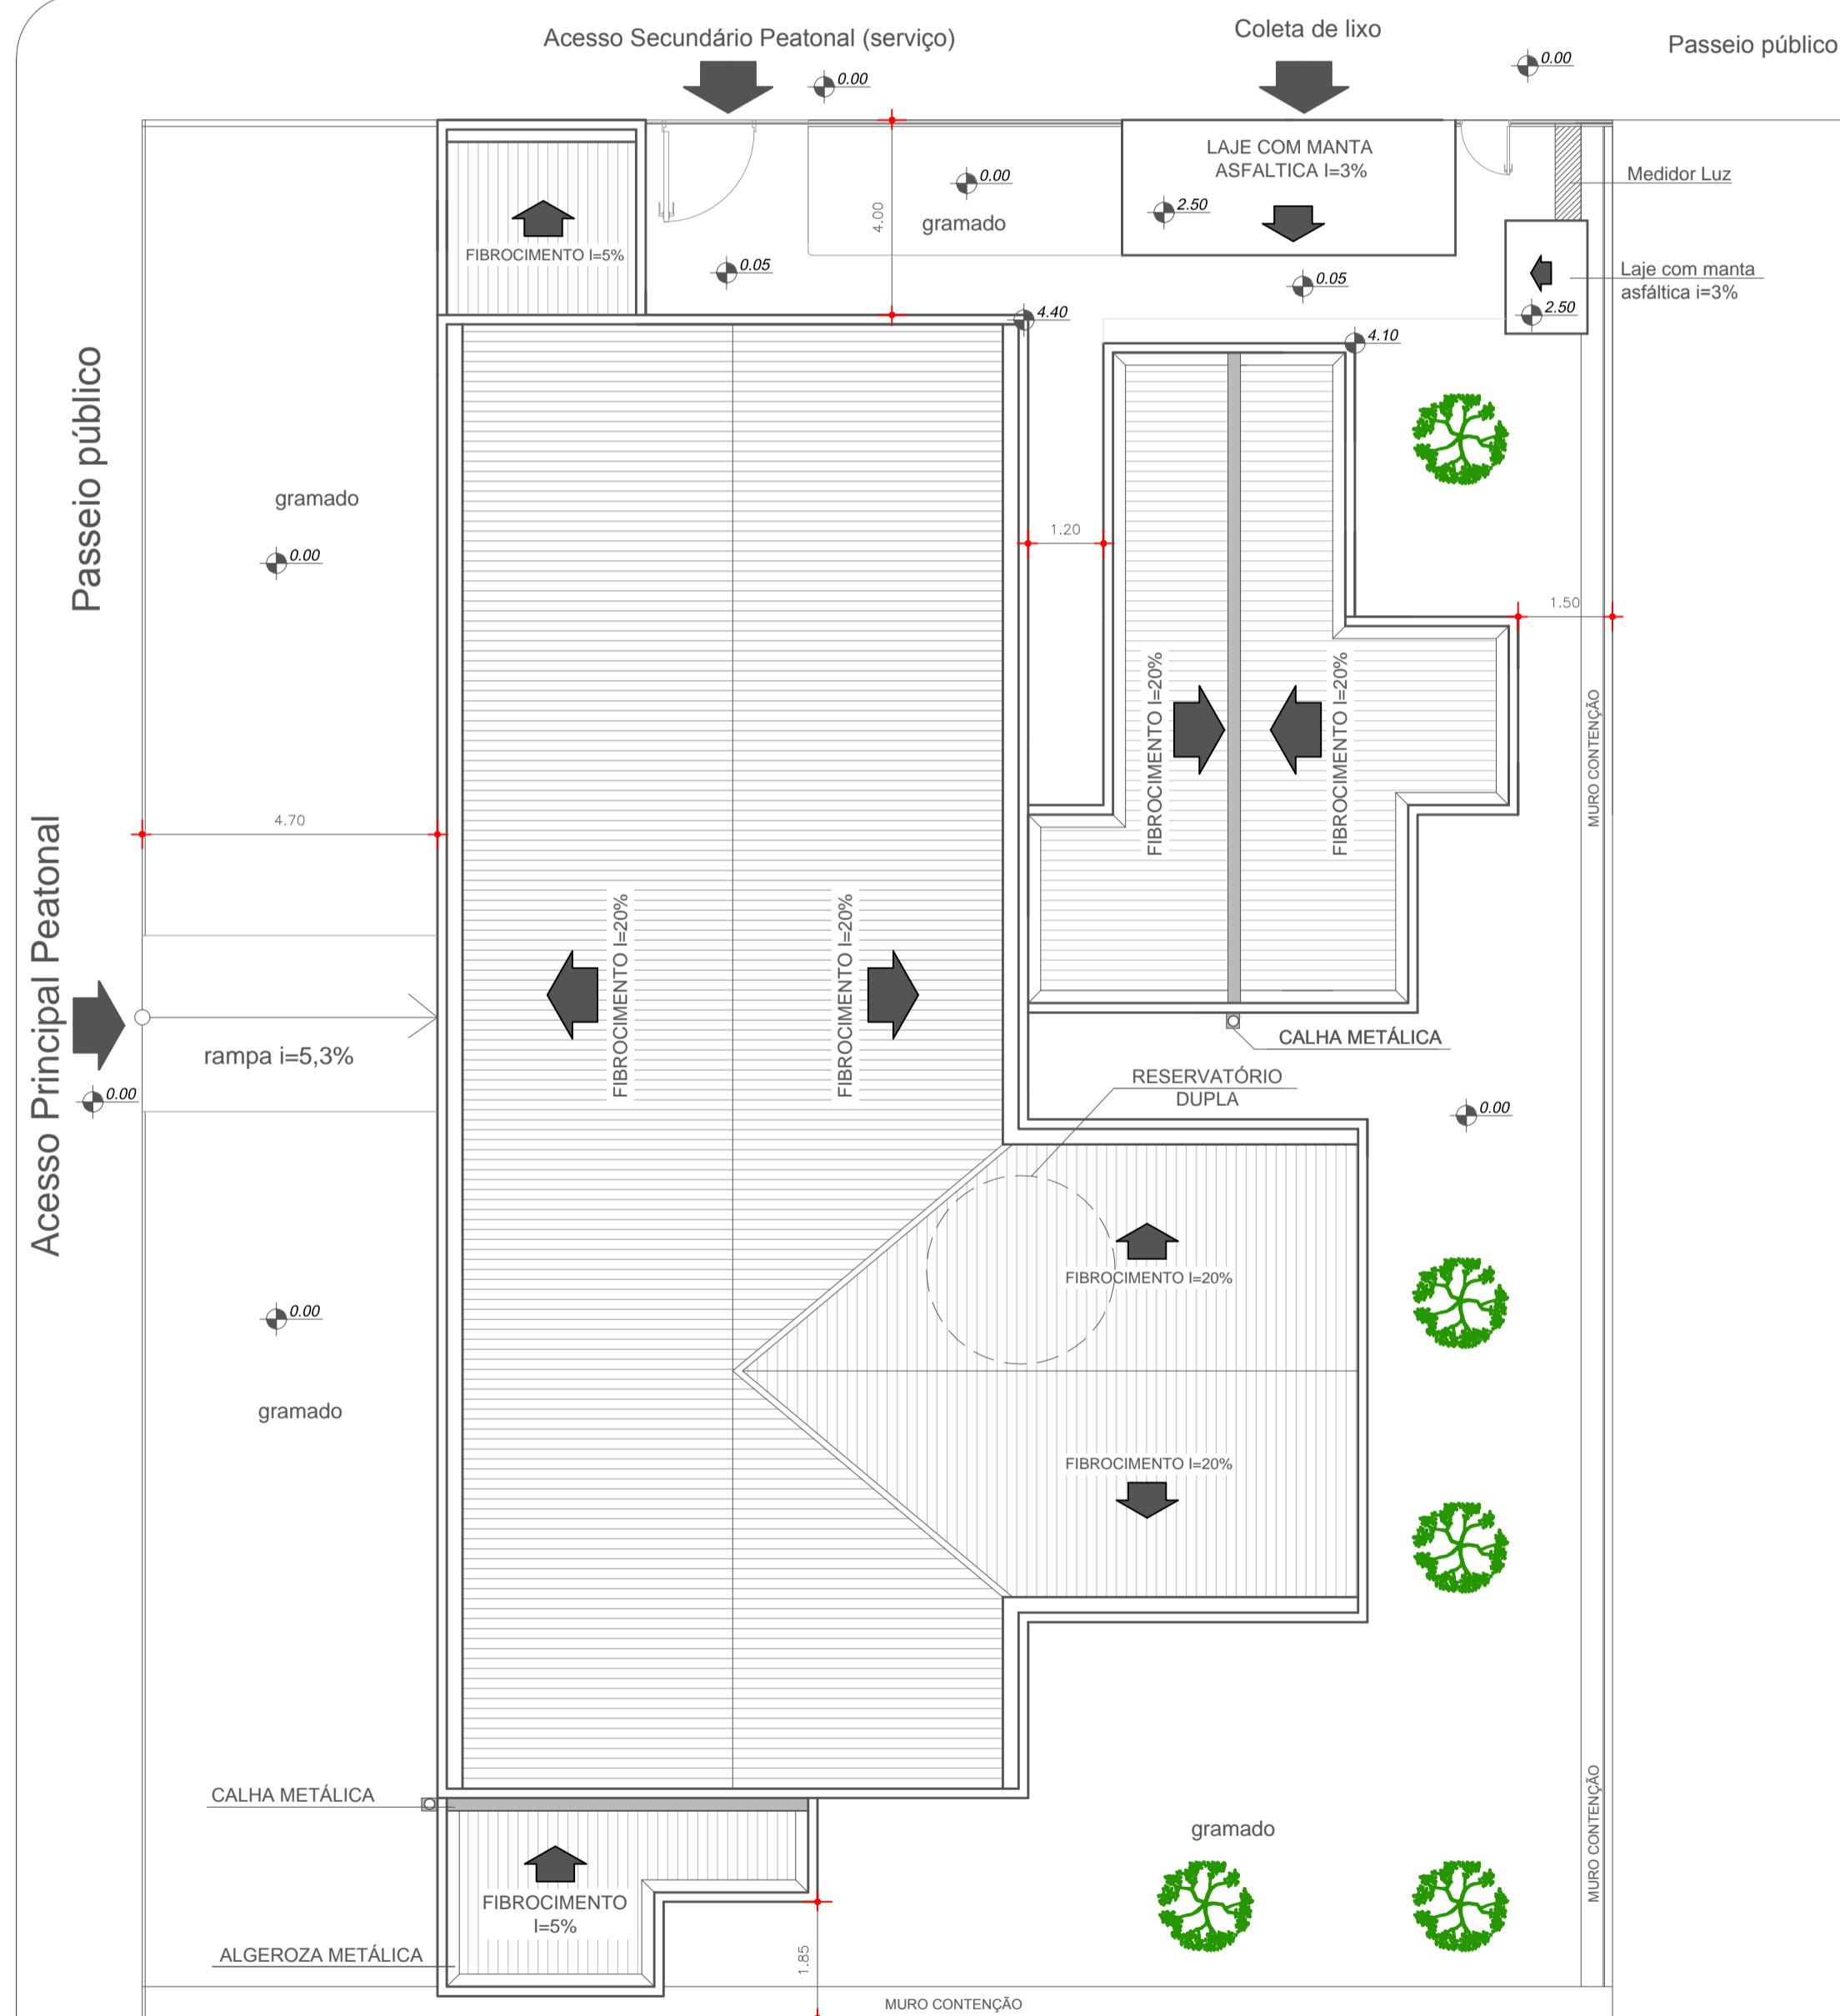 Acesso Secundário Peatonal (serviço)
Coleta de lixo
Passeio público
0.00
0.00
LAJE COM MANTA
ASFALTICA I=3%
Medidor Luz
0.00
2.50
4.00
gramado
FIBROCIMENTO I=5%
0.05
0.05
Laje com manta
asfáltica i=3%
2.50
4.40
4.10
Passeio público
gramado
0.00
1.20
1.50
FIBROCIMENTO I=20%
FIBROCIMENTO I=20%
MURO CONTENÇÃO
4.70
Acesso Principal Peatonal
FIBROCIMENTO I=20%
FIBROCIMENTO I=20%
rampa i=5,3%
0.00
CALHA METÁLICA
RESERVATÓRIO
DUPLA
0.00
FIBROCIMENTO I=20%
0.00
gramado
FIBROCIMENTO I=20%
CALHA METÁLICA
gramado
MURO CONTENÇÃO
FIBROCIMENTO
I=5%
ALGEROZA METÁLICA
1.85
MURO CONTENÇÃO